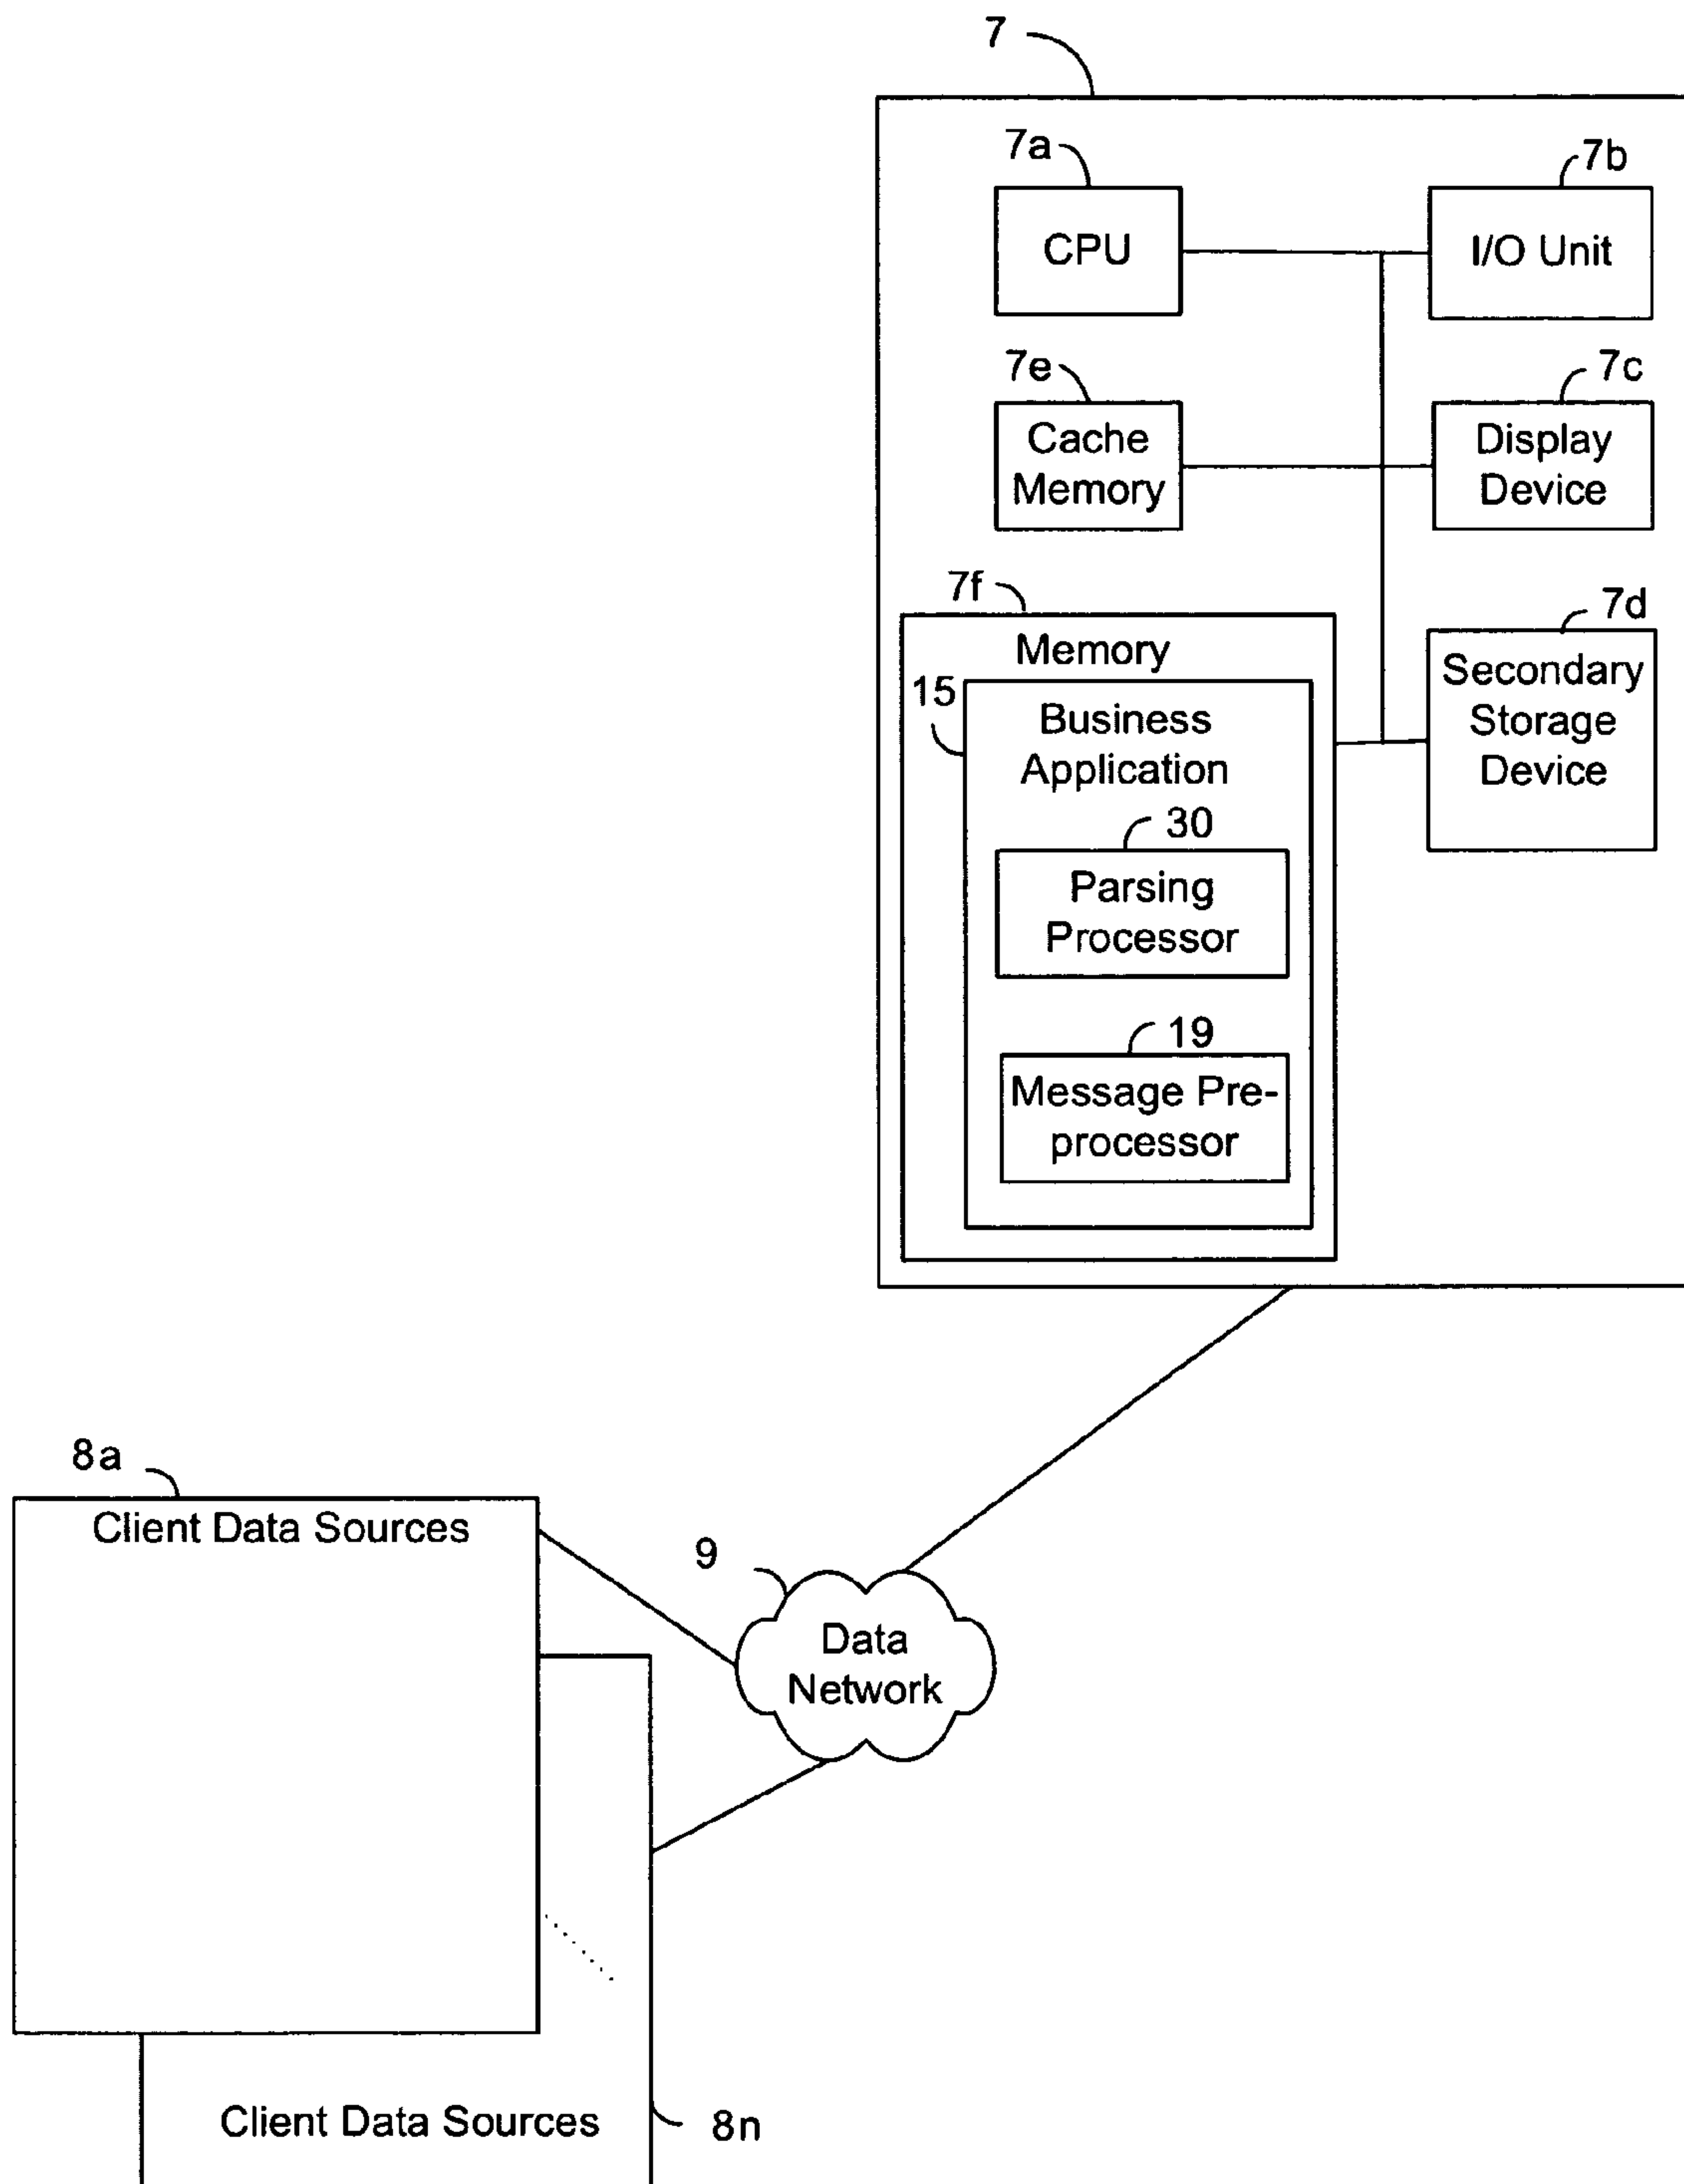 7
7a
7b
CPU
I/O Unit
7e
7c
Cache
Memory
Display
Device
7f
7d
Memory
Secondary
Storage
Device
15
Business
Application
30
Parsing
Processor
19
Message Pre-
processor
8a
Client Data Sources
9
Data
Network
Client Data Sources
8n